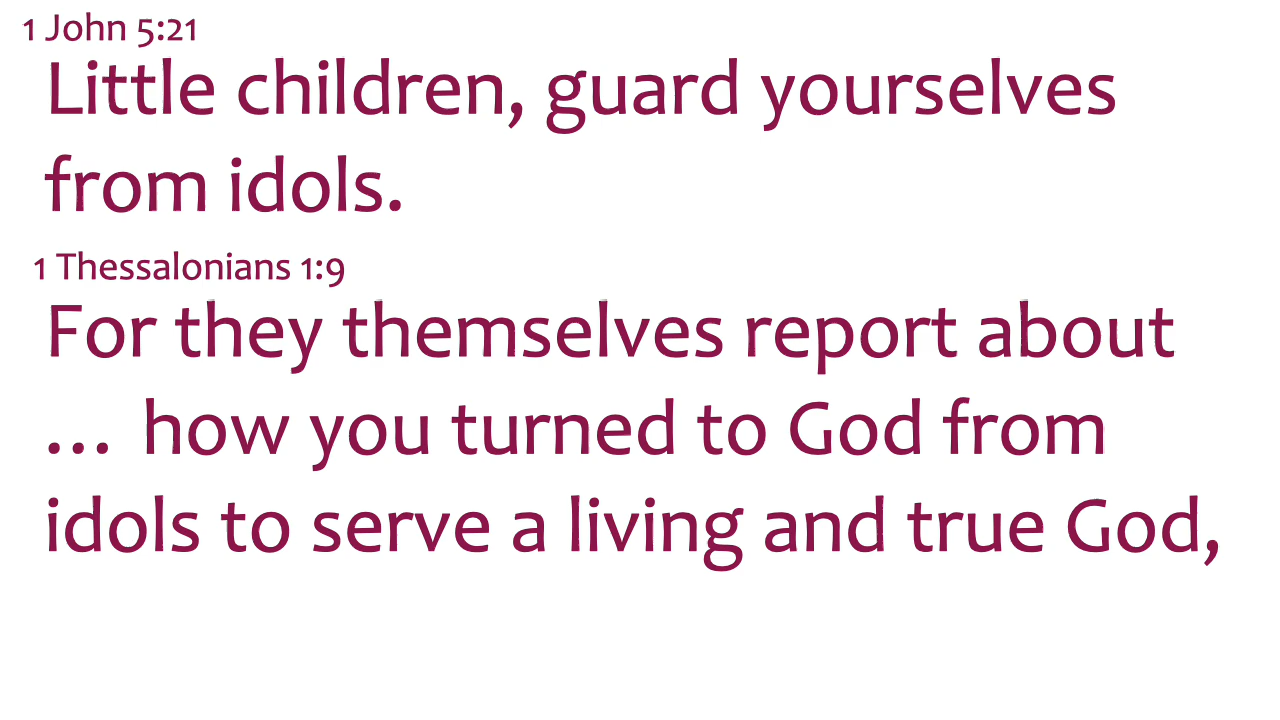 1 John 5:21
Little children, guard yourselves
from idols.
1 Thessalonians 1:9
For they themselves report about
… how you turned to God from
idols to serve a living and true God,